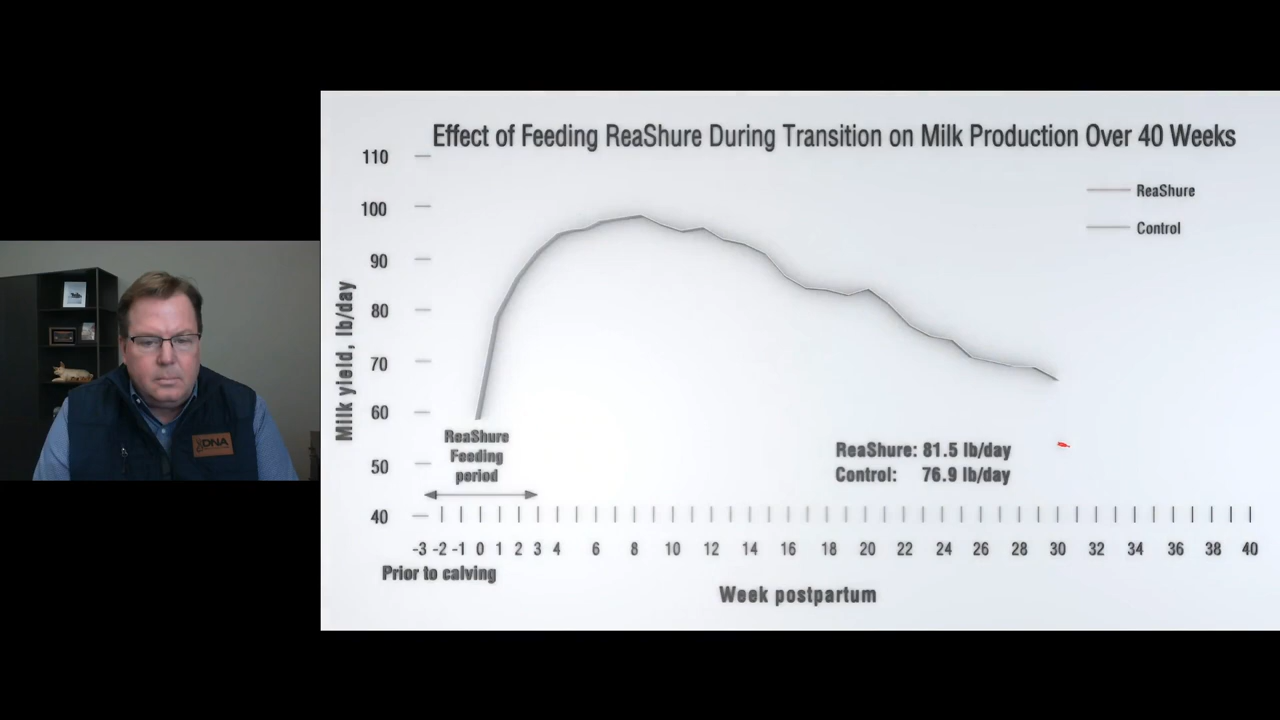 Effect of Feeding ReaShure During Transition on Milk Production Over 40 Weeks
110
100
90
80
70
60
50
40
Milk yield, lb/day
ReaShure
Control
ReaShure
Feeding
period
ReaShure: 81.5 lb/day
Control: 76.9 lb/day
-3 -2 -1 0 1 2 3 4 6 8 10 12 14 16 18 20 22 24 26 28 30 32 34 36 38 40
Prior to calving
Week postpartum
DNA